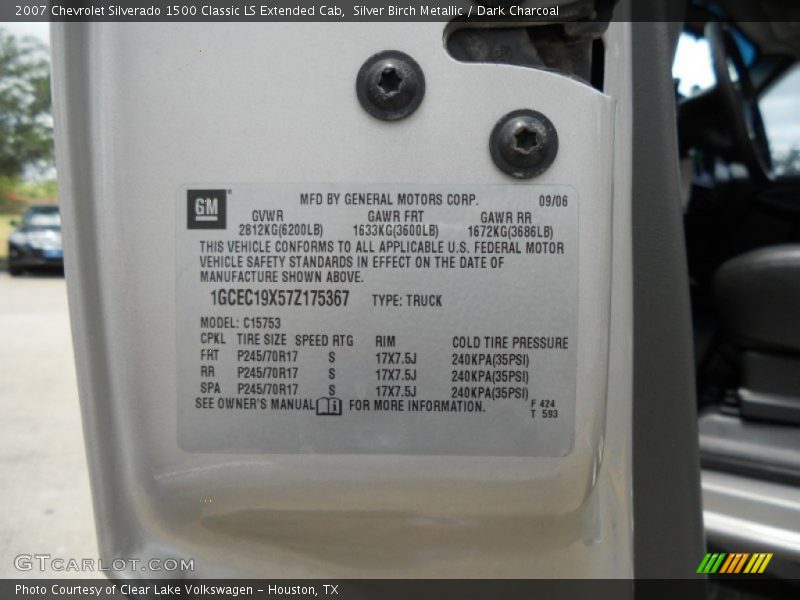 2007 Chevrolet Silverado 1500 Classic LS Extended Cab, Silver Birch Metallic / Dark Charcoal
GM
MFD BY GENERAL MOTORS CORP. 09/06
GVWR GAWR FRT GAWR RR
2812KG(6200LB) 1633KG(3600LB) 1672KG(3686LB)
THIS VEHICLE CONFORMS TO ALL APPLICABLE U.S. FEDERAL MOTOR
VEHICLE SAFETY STANDARDS IN EFFECT ON THE DATE OF
MANUFACTURE SHOWN ABOVE.
1GCEC19X57Z175367 TYPE: TRUCK
MODEL: C15753
CPKL TIRE SIZE SPEED RTG RIM COLD TIRE PRESSURE
FRT P245/70R17 S 17X7.5J 240KPA(35PSI)
RR P245/70R17 S 17X7.5J 240KPA(35PSI)
SPA P245/70R17 S 17X7.5J 240KPA(35PSI)
SEE OWNER'S MANUAL FOR MORE INFORMATION.
F 424
T 593
GTCarLot.com
Photo Courtesy of Clear Lake Volkswagen - Houston, TX